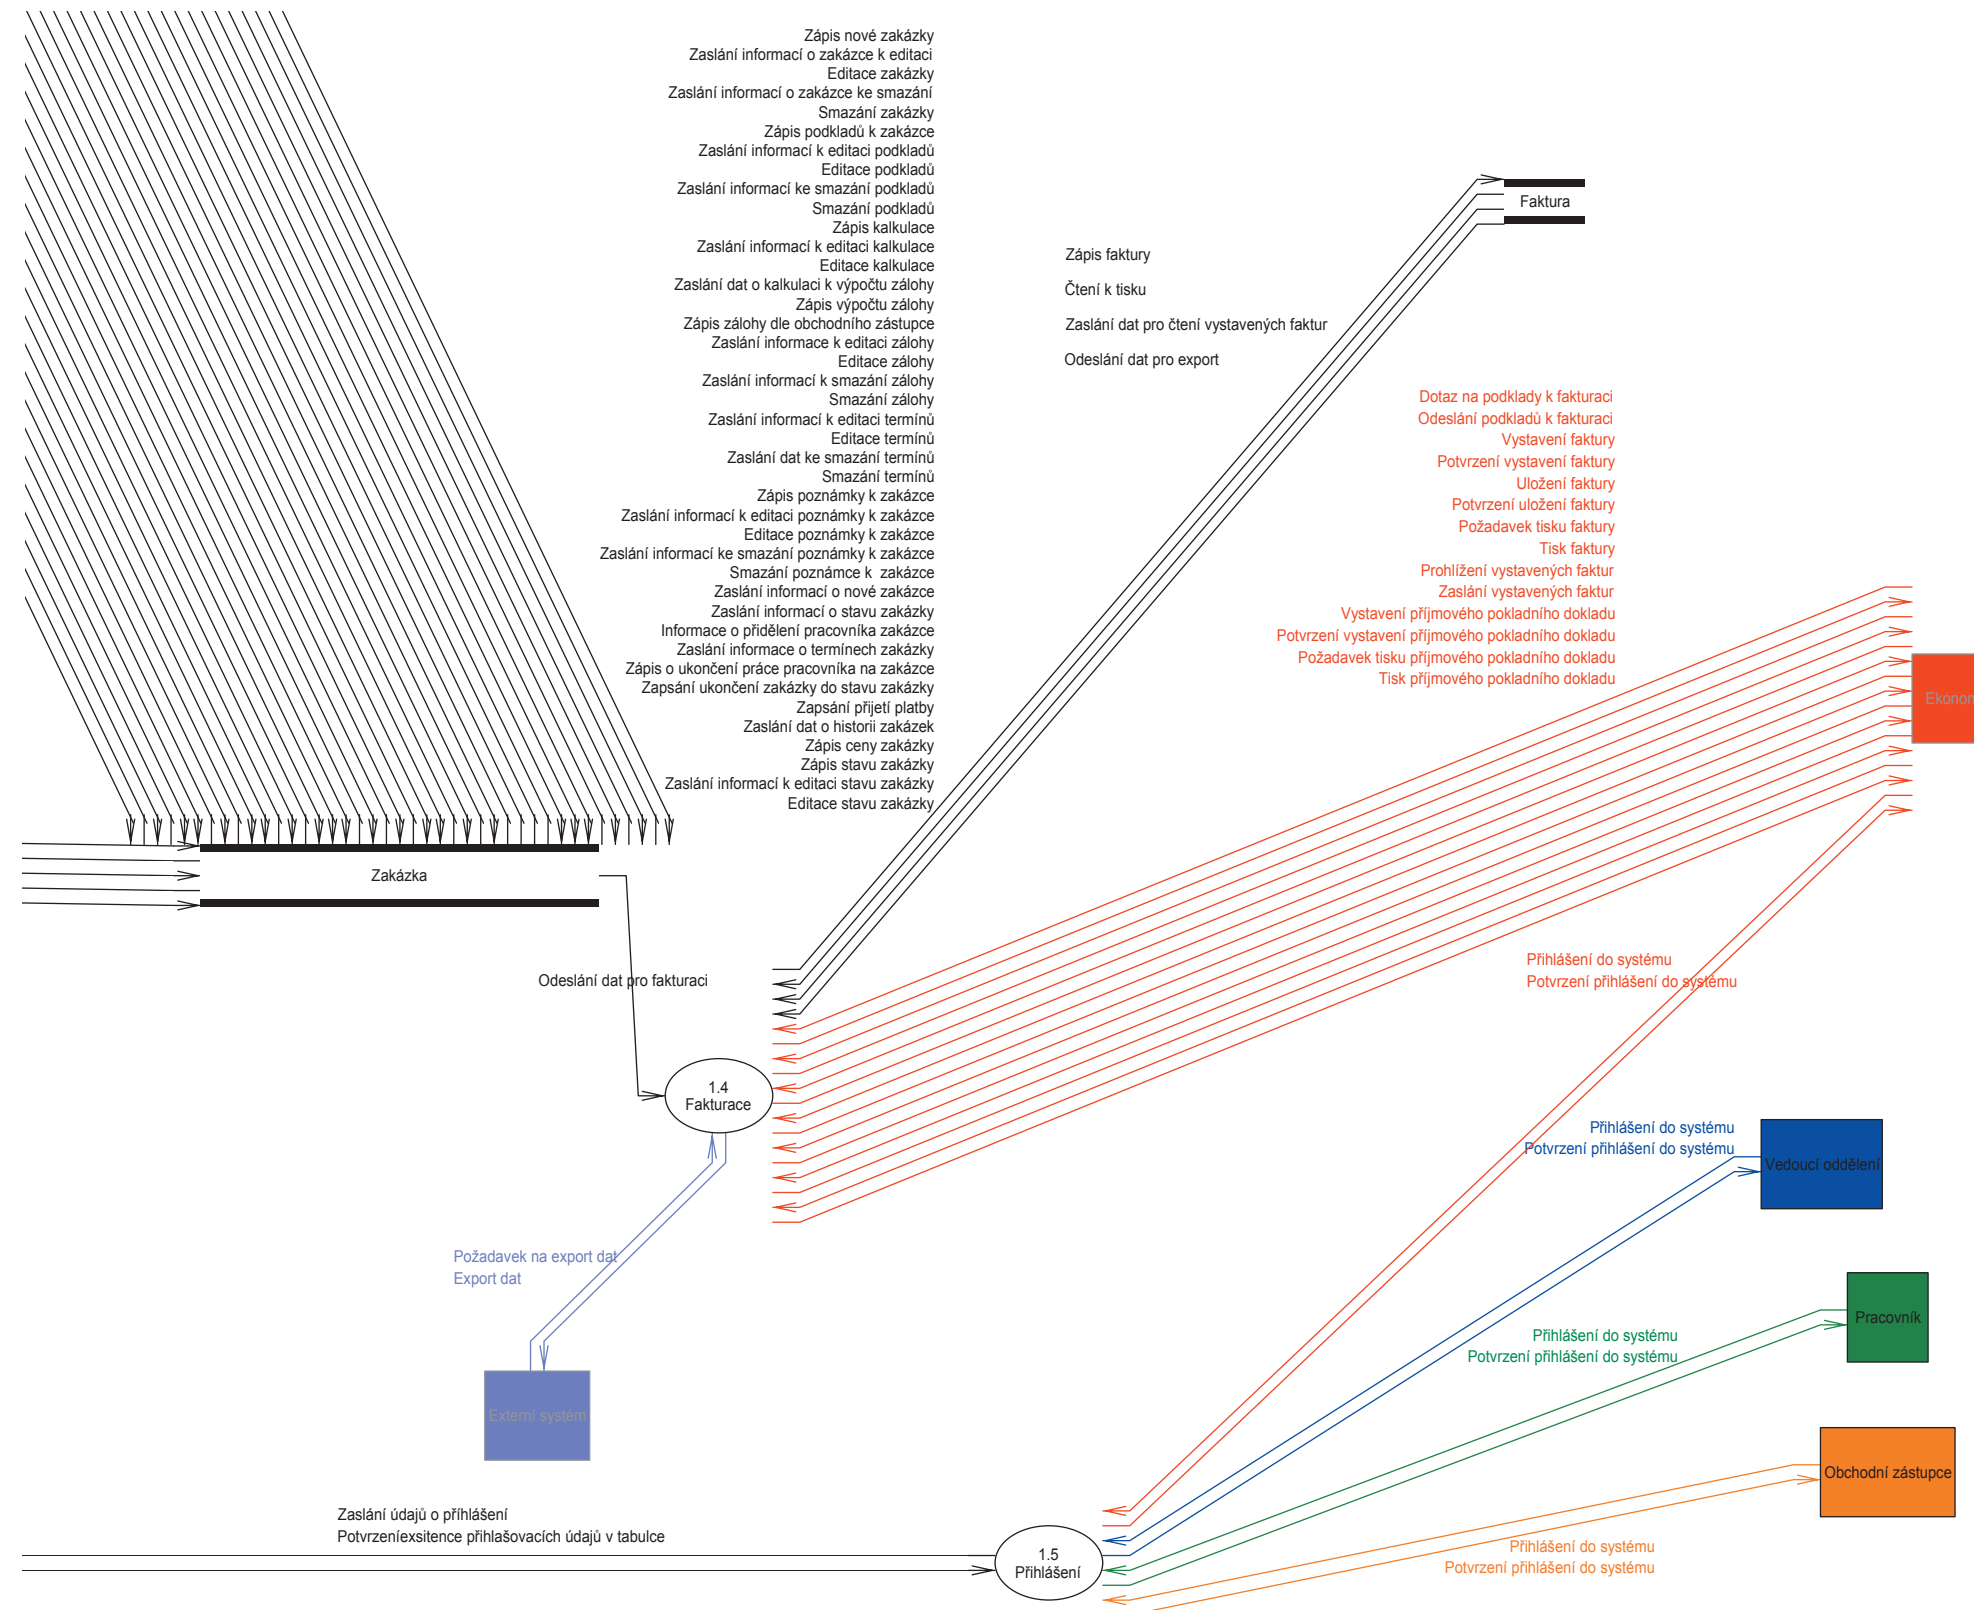 Zápis nové zakázky
Zaslání informací o zakázce k editaci
Editace zakázky
Zaslání informací o zakázce ke smazání
Smazání zakázky
Zápis podkladů k zakázce
Zaslání informací k editaci podkladů
Editace podkladů
Zaslání informací ke smazání podkladů
Smazání podkladů
Zápis kalkulace
Zaslání informací k editaci kalkulace
Editace kalkulace
Zaslání dat o kalkulaci k výpočtu zálohy
Zápis výpočtu zálohy
Zápis zálohy dle obchodního zástupce
Zaslání informace k editaci zálohy
Editace zálohy
Zaslání informací k smazání zálohy
Smazání zálohy
Zaslání informací k editaci termínů
Editace termínů
Zaslání dat ke smazání termínů
Smazání termínů
Zápis poznámky k zakázce
Zaslání informací k editaci poznámky k zakázce
Editace poznámky k zakázce
Zaslání informací ke smazání poznámky k zakázce
Smazání poznámce k  zakázce
Zaslání informací o nové zakázce
Zaslání informací o stavu zakázky
Informace o přidělení pracovníka zakázce
Zaslání informace o termínech zakázky
Zápis o ukončení práce pracovníka na zakázce
Zapsání ukončení zakázky do stavu zakázky
Zapsání přijetí platby
Zaslání dat o historii zakázek
Zápis ceny zakázky
Zápis stavu zakázky
Zaslání informací k editaci stavu zakázky
Editace stavu zakázky
Faktura
Zápis faktury
Čtení k tisku
Zaslání dat pro čtení vystavených faktur
Odeslání dat pro export
Dotaz na podklady k fakturaci
Odeslání podkladů k fakturaci
Vystavení faktury
Potvrzení vystavení faktury
Uložení faktury
Potvrzení uložení faktury
Požadavek tisku faktury
Tisk faktury
Prohlížení vystavených faktur
Zaslání vystavených faktur
Vystavení příjmového pokladního dokladu
Potvrzení vystavení příjmového pokladního dokladu
Požadavek tisku příjmového pokladního dokladu
Tisk příjmového pokladního dokladu
Ekonom
Zakázka
Odeslání dat pro fakturaci
Přihlášení do systému
Potvrzení přihlášení do systému
1.4
Fakturace
Přihlášení do systému
Potvrzení přihlášení do systému
Vedoucí oddělení
Požadavek na export dat
Export dat
Pracovník
Přihlášení do systému
Potvrzení přihlášení do systému
Externí systém
Obchodní zástupce
Zaslání údajů o příhlášení
Potvrzeníexsitence přihlašovacích údajů v tabulce
1.5
Přihlášení
Přihlášení do systému
Potvrzení přihlášení do systému